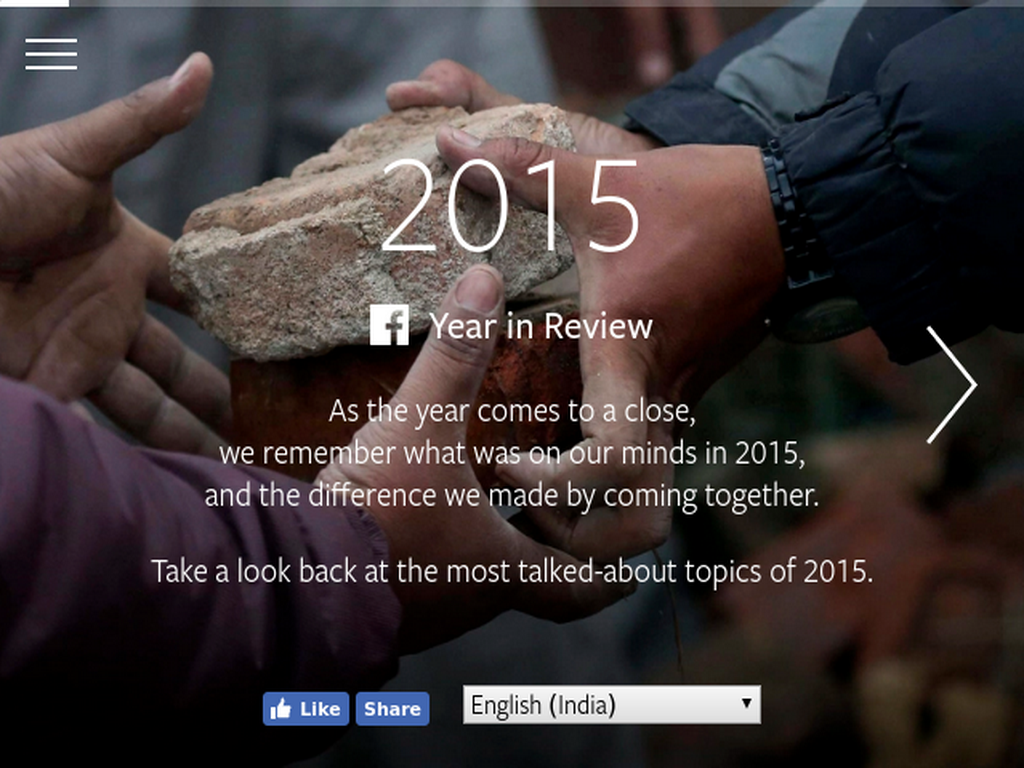 2015
Year in Review
As the year comes to a close,
we remember what was on our minds in 2015,
and the difference we made by coming together.
Take a look back at the most talked-about topics of 2015.
Like Share English (India)